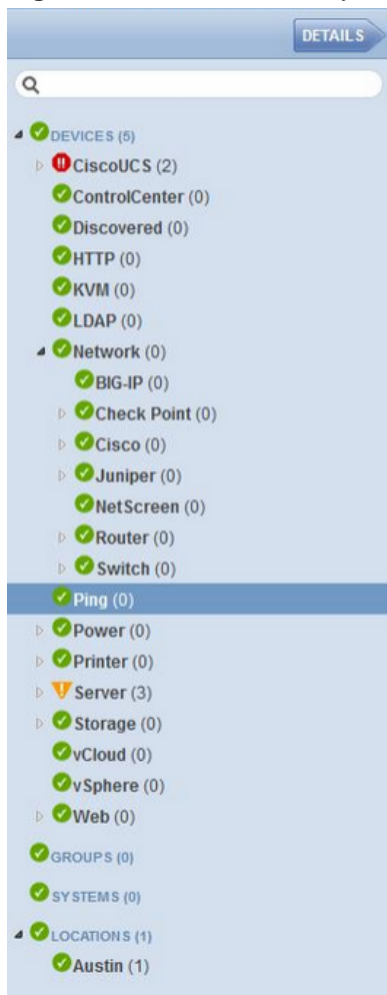 DETAILS
DEVICES (5)
CiscoUCS (2)
ControlCenter (0)
Discovered (0)
HTTP (0)
KVM (0)
LDAP (0)
Network (0)
BIG-IP (0)
Check Point (0)
Cisco (0)
Juniper (0)
NetScreen (0)
Router (0)
Switch (0)
Ping (0)
Power (0)
Printer (0)
Server (3)
Storage (0)
vCloud (0)
vSphere (0)
Web (0)
GROUPS (0)
SYSTEMS (0)
LOCATIONS (1)
Austin (1)